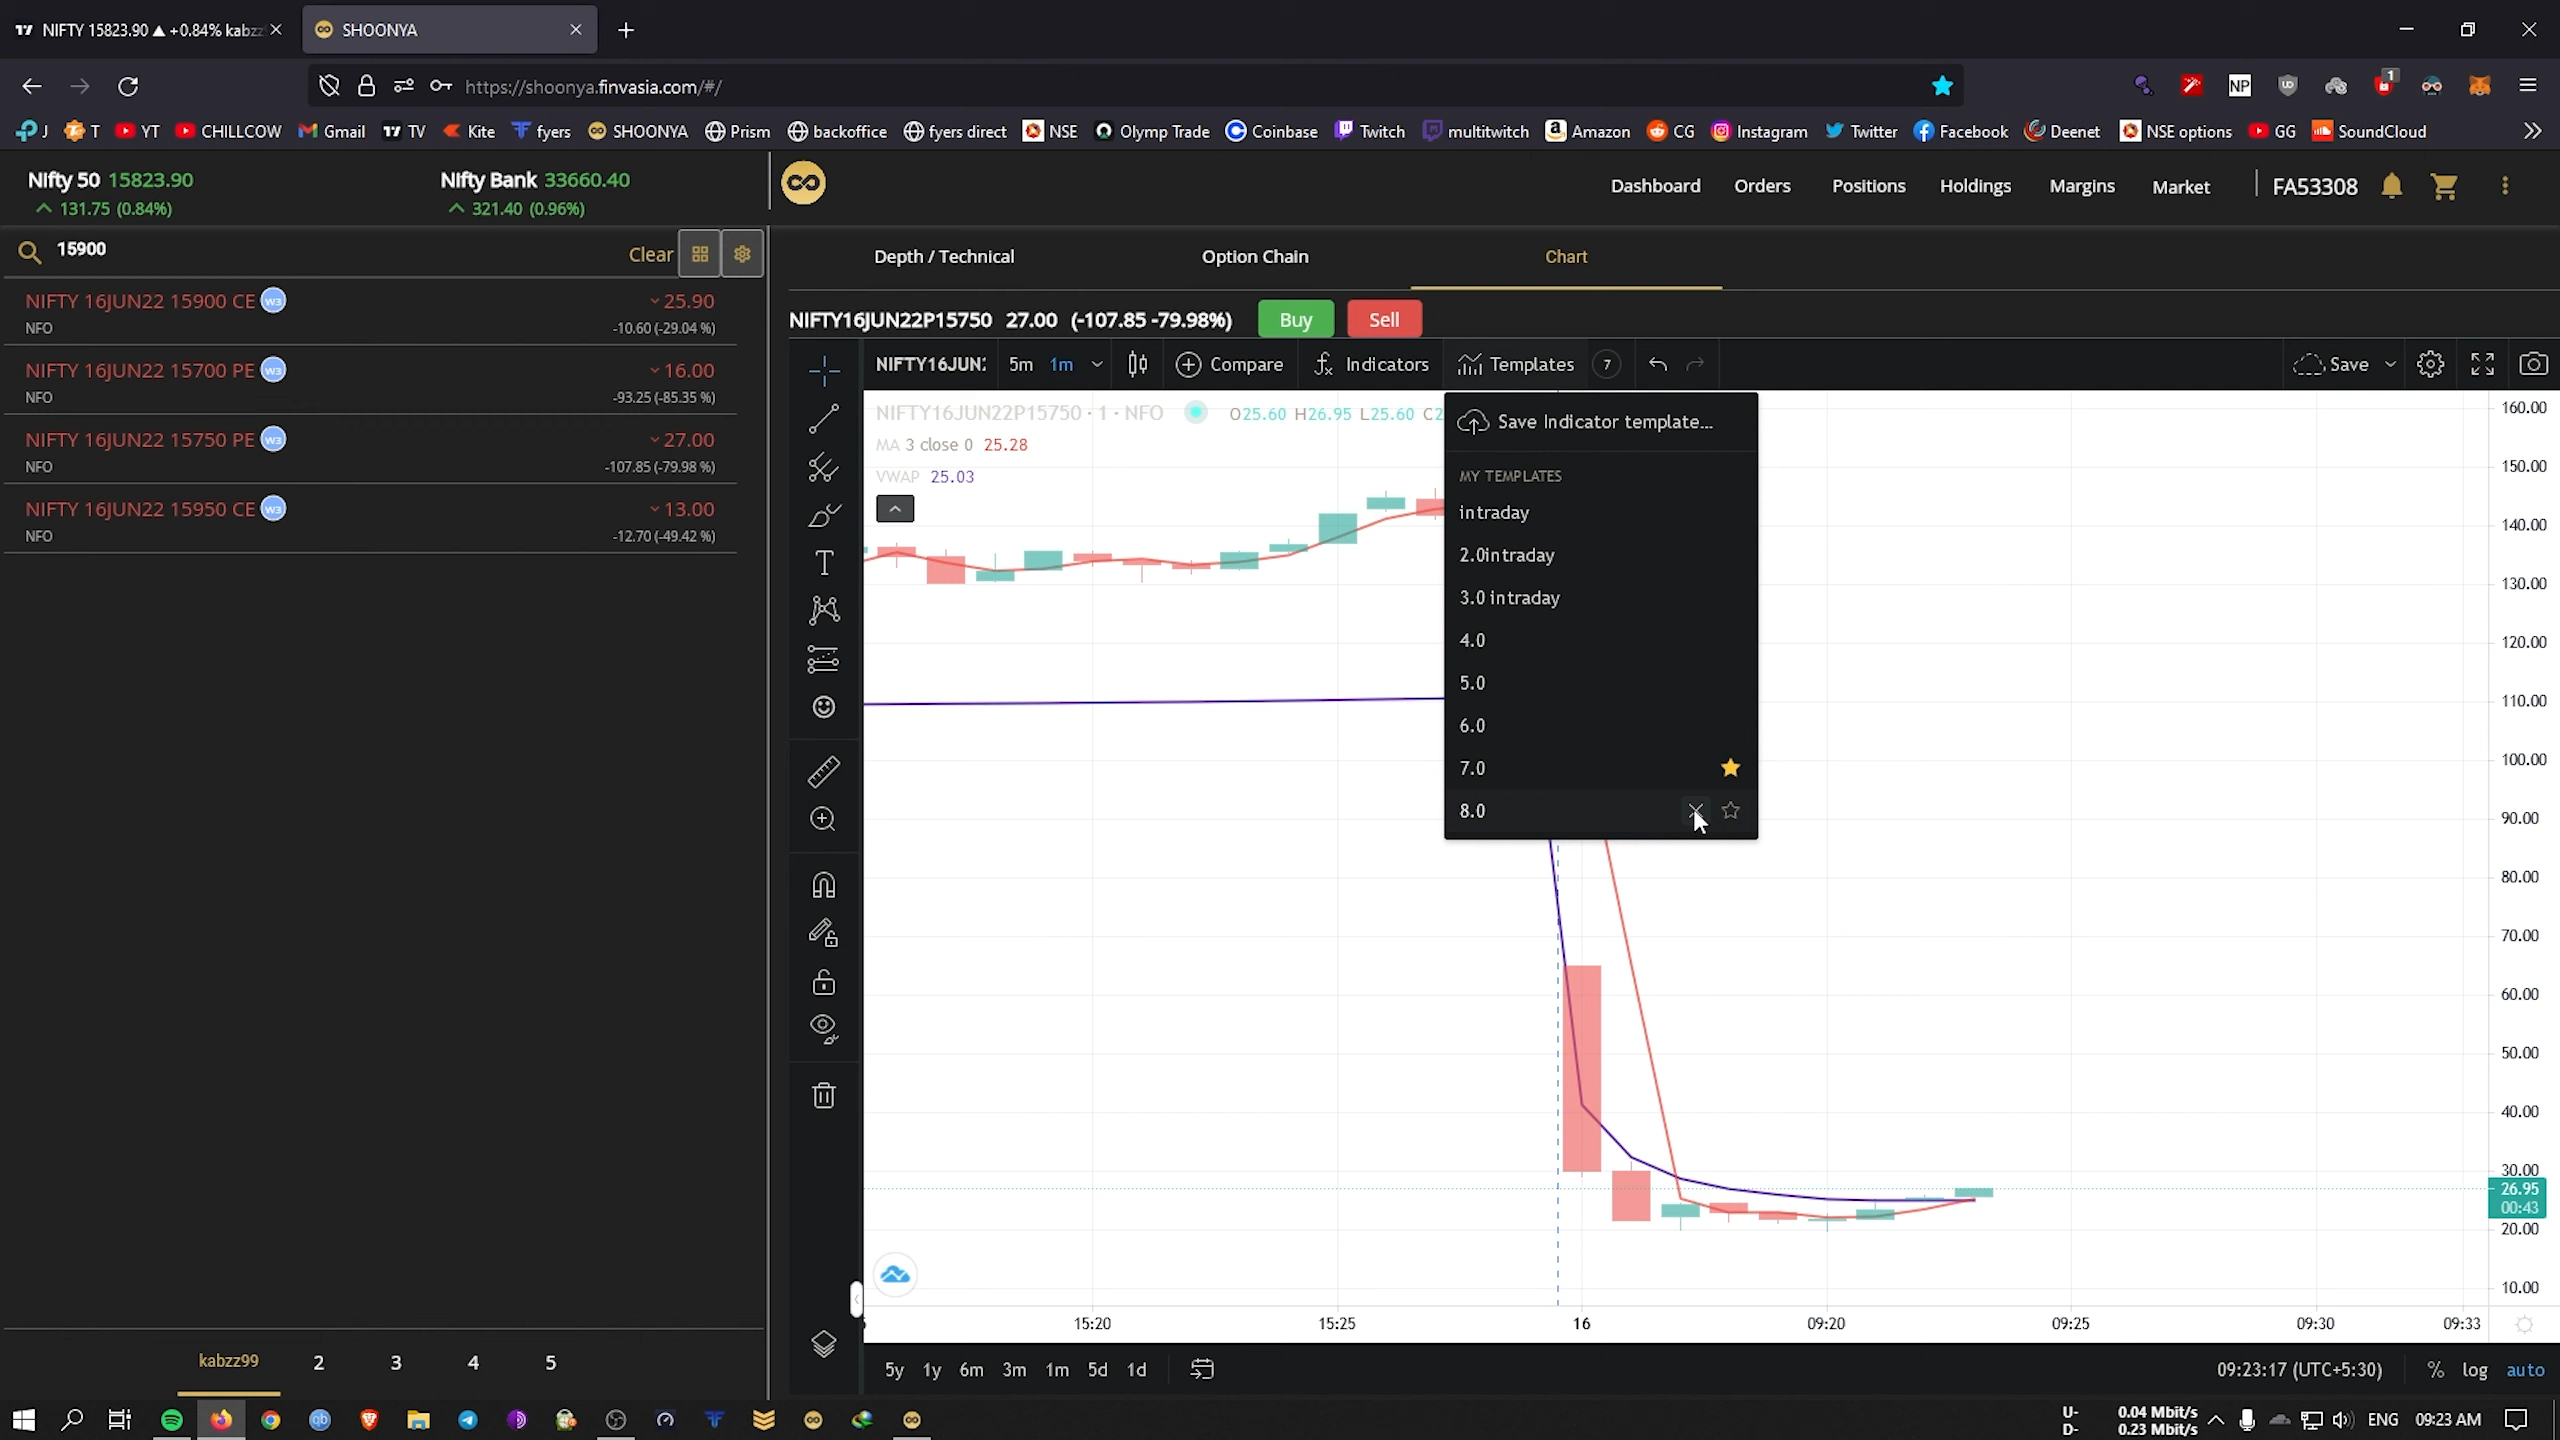 NIFTY 15823.90 ▲ +0.84% kabzz
SHOONYA
https://shoonya.finvasia.com/#/
J T YT CHILLCOW Gmail TV Kite fyers SHOONYA Prism backoffice fyers direct NSE Olymp Trade Coinbase Twitch multitwitch Amazon CG Instagram Twitter Facebook Deenet NSE options GG SoundCloud
NIfty 50 15823.90
131.75 (0.84%)
NIfty Bank 33660.40
321.40 (0.96%)
Dashboard Orders Positions Holdings Margins Market FA53308
15900 Clear
NIFTY 16JUN22 15900 CE W3 25.90
NFO -10.60 (-29.04 %)
NIFTY 16JUN22 15700 PE W3 16.00
NFO -93.25 (-85.35 %)
NIFTY 16JUN22 15750 PE W3 27.00
NFO -107.85 (-79.98 %)
NIFTY 16JUN22 15950 CE W3 13.00
NFO -12.70 (-49.42 %)
kabzz99 2 3 4 5
Depth / Technical Option Chain Chart
NIFTY16JUN22P15750 27.00 (-107.85 -79.98%) Buy Sell
NIFTY16JUN2 5m 1m Compare Indicators Templates 7 Save
NIFTY16JUN22P15750 · 1 · NFO O25.60 H26.95 L25.60 C2
MA 3 close 0 25.28
VWAP 25.03
Save Indicator template...
MY TEMPLATES
intraday
2.0intraday
3.0 intraday
4.0
5.0
6.0
7.0
8.0
160.00
150.00
140.00
130.00
120.00
110.00
100.00
90.00
80.00
70.00
60.00
50.00
40.00
30.00
26.95
00:43
20.00
10.00
15:20 15:25 16 09:20 09:25 09:30 09:33
5y 1y 6m 3m 1m 5d 1d 09:23:17 (UTC+5:30) % log auto
U- 0.04 Mbit/s
D- 0.23 Mbit/s
ENG 09:23 AM